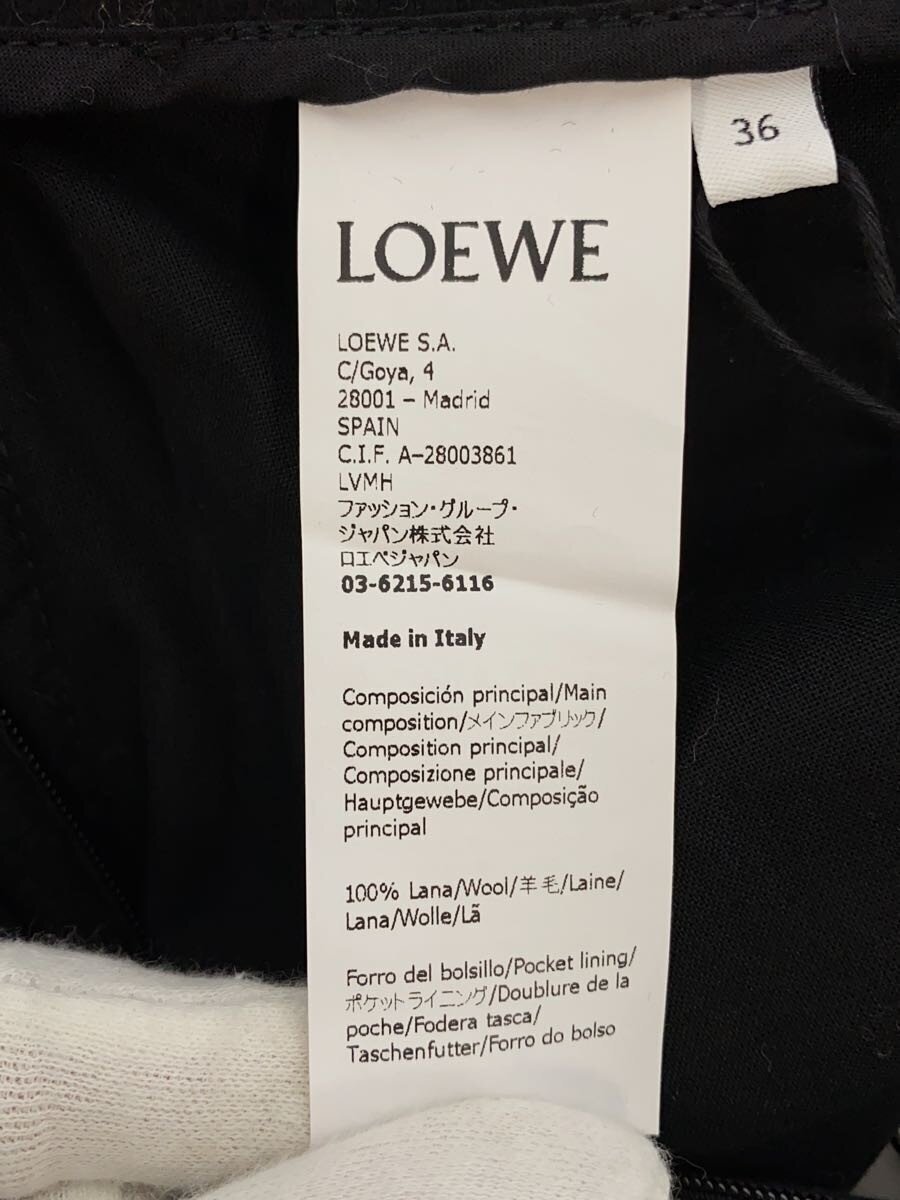 36
LOEWE
LOEWE S.A.
C/Goya, 4
28001 – Madrid
SPAIN
C.I.F. A–28003861
LVMH
ファッション・グループ・
ジャパン株式会社
ロエベジャパン
03-6215-6116
Made in Italy
Composición principal/Main
composition/メインファブリック/
Composition principal/
Composizione principale/
Hauptgewebe/Composição
principal
100% Lana/Wool/羊毛/Laine/
Lana/Wolle/Lã
Forro del bolsillo/Pocket lining/
ポケットライニング/Doublure de la
poche/Fodera tasca/
Taschenfutter/Forro do bolso